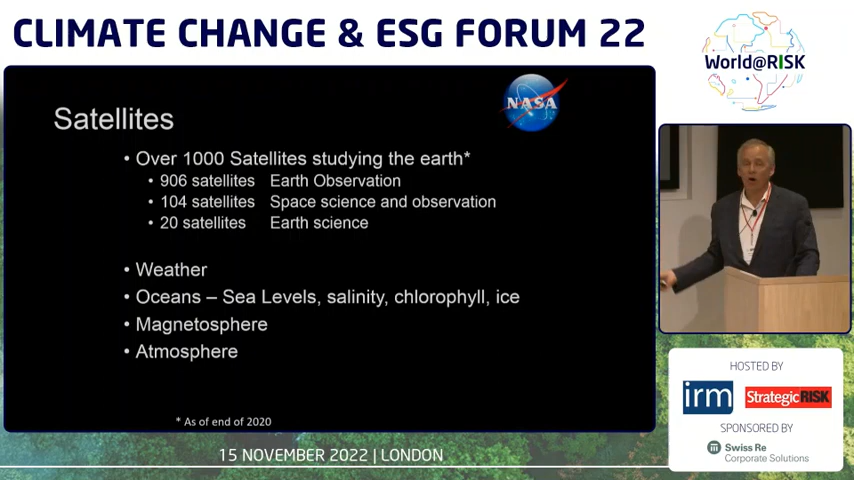 CLIMATE CHANGE & ESG FORUM 22
World@RISK
NASA
Satellites
• Over 1000 Satellites studying the earth*
• 906 satellites Earth Observation
• 104 satellites Space science and observation
• 20 satellites Earth science
• Weather
• Oceans – Sea Levels, salinity, chlorophyll, ice
• Magnetosphere
• Atmosphere
* As of end of 2020
HOSTED BY
irm StrategicRISK
SPONSORED BY
Swiss Re
Corporate Solutions
15 NOVEMBER 2022 | LONDON